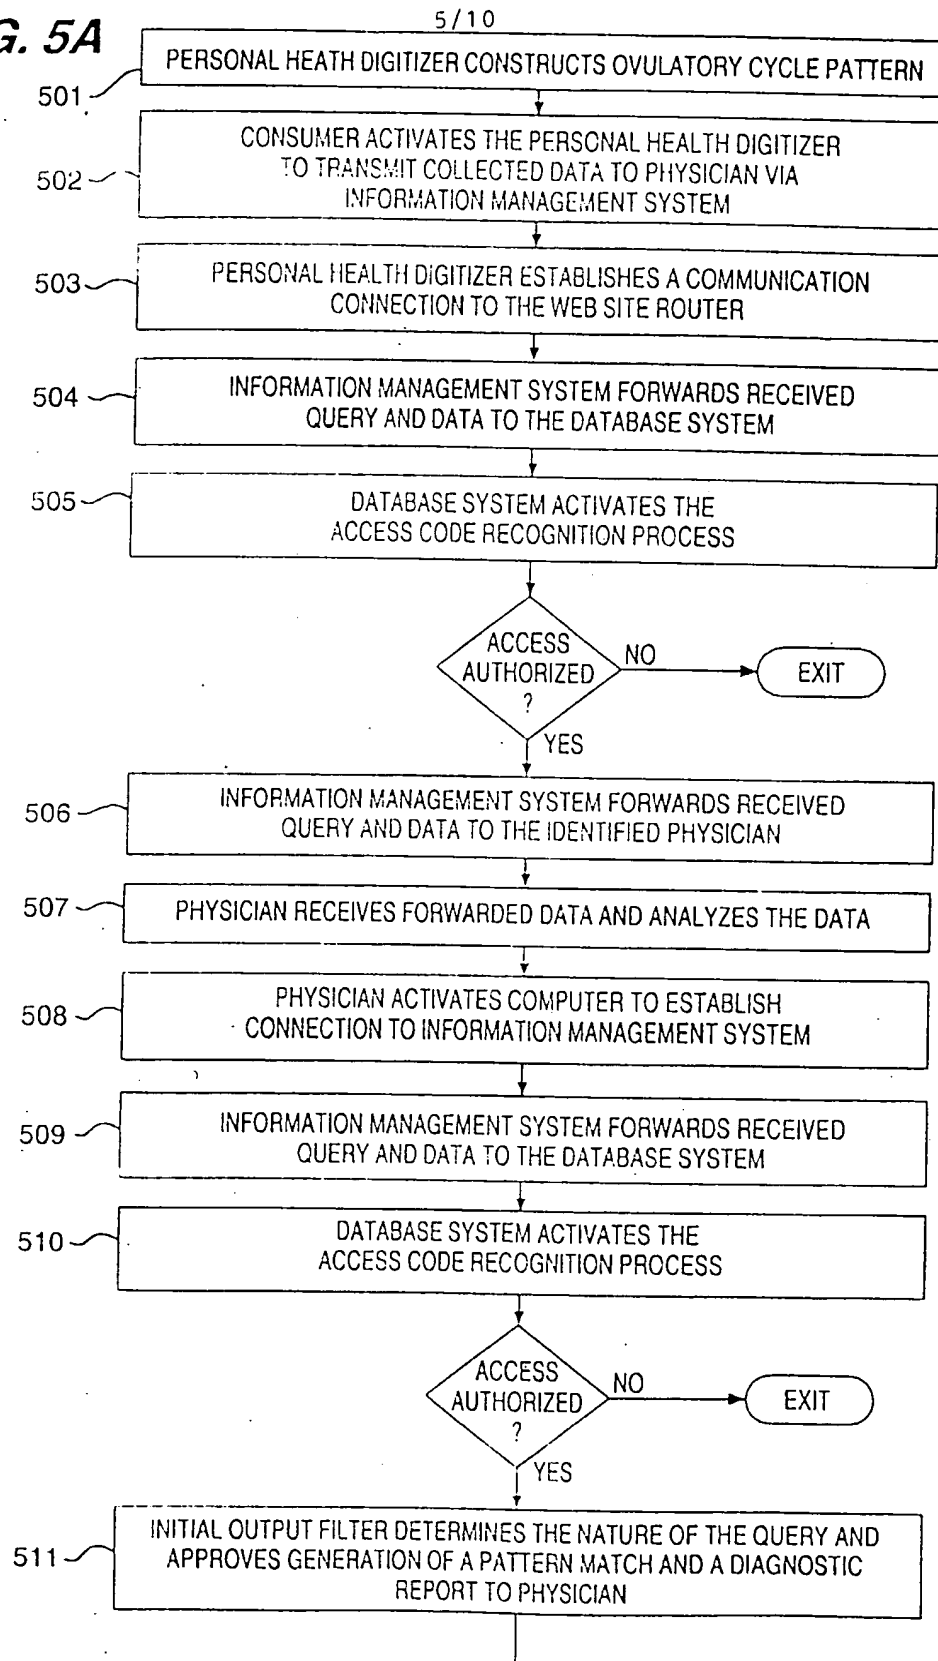 5/10
G. 5A
501
PERSONAL HEATH DIGITIZER CONSTRUCTS OVULATORY CYCLE PATTERN
502
CONSUMER ACTIVATES THE PERSONAL HEALTH DIGITIZER
TO TRANSMIT COLLECTED DATA TO PHYSICIAN VIA
INFORMATION MANAGEMENT SYSTEM
503
PERSONAL HEALTH DIGITIZER ESTABLISHES A COMMUNICATION
CONNECTION TO THE WEB SITE ROUTER
504
INFORMATION MANAGEMENT SYSTEM FORWARDS RECEIVED
QUERY AND DATA TO THE DATABASE SYSTEM
505
DATABASE SYSTEM ACTIVATES THE
ACCESS CODE RECOGNITION PROCESS
ACCESS
AUTHORIZED
?
NO
EXIT
YES
506
INFORMATION MANAGEMENT SYSTEM FORWARDS RECEIVED
QUERY AND DATA TO THE IDENTIFIED PHYSICIAN
507
PHYSICIAN RECEIVES FORWARDED DATA AND ANALYZES THE DATA
508
PHYSICIAN ACTIVATES COMPUTER TO ESTABLISH
CONNECTION TO INFORMATION MANAGEMENT SYSTEM
509
INFORMATION MANAGEMENT SYSTEM FORWARDS RECEIVED
QUERY AND DATA TO THE DATABASE SYSTEM
510
DATABASE SYSTEM ACTIVATES THE
ACCESS CODE RECOGNITION PROCESS
ACCESS
AUTHORIZED
?
NO
EXIT
YES
511
INITIAL OUTPUT FILTER DETERMINES THE NATURE OF THE QUERY AND
APPROVES GENERATION OF A PATTERN MATCH AND A DIAGNOSTIC
REPORT TO PHYSICIAN